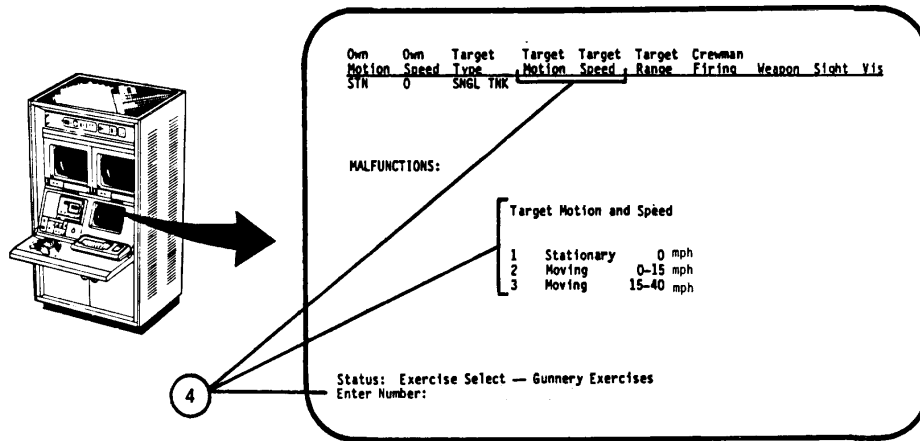 Own Own Target Target Target Target Crewman
Motion Speed Type Motion Speed Range Firing Weapon Sight Vis
STN 0 SNGL TNK
MALFUNCTIONS:
Target Motion and Speed
1 Stationary 0 mph
2 Moving 0-15 mph
3 Moving 15-40 mph
Status: Exercise Select — Gunnery Exercises
Enter Number:
4